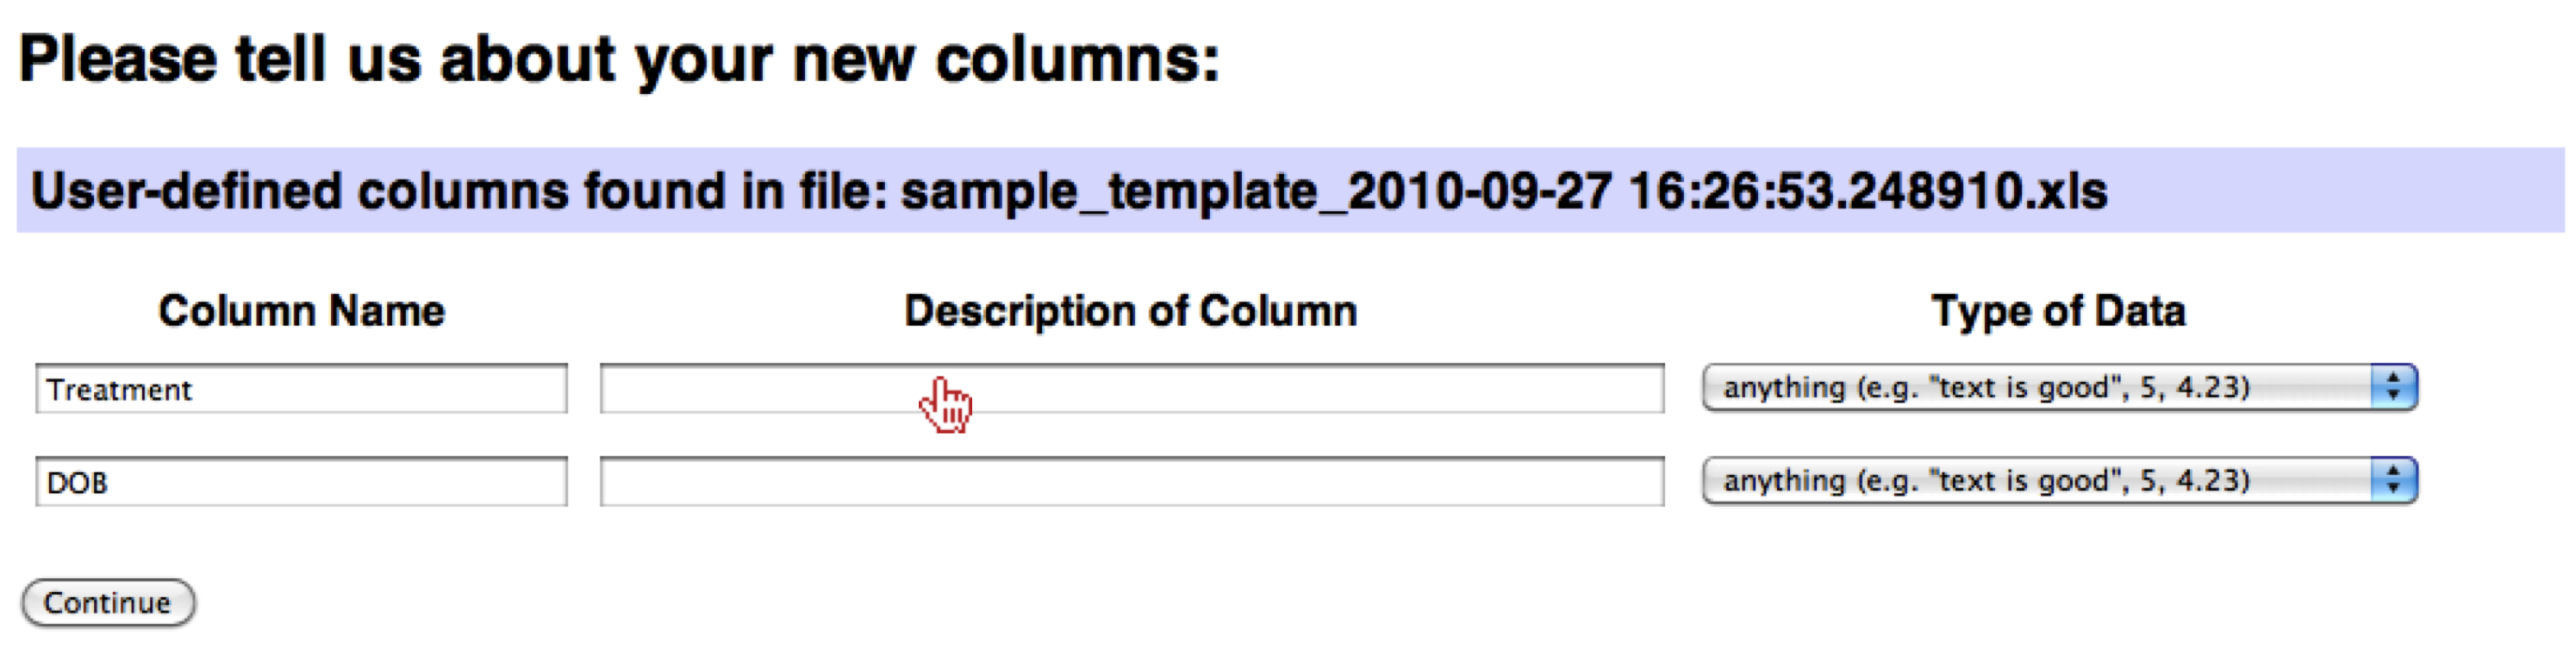 Please tell us about your new columns:
User-defined columns found in file: sample_template_2010-09-27 16:26:53.248910.xls
Column Name Description of Column Type of Data
Treatment anything (e.g. "text is good", 5, 4.23)
DOB anything (e.g. "text is good", 5, 4.23)
Continue